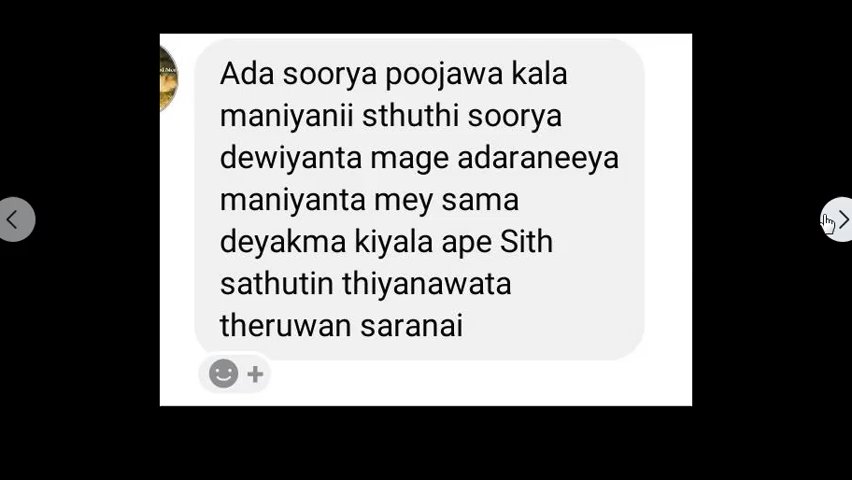 Ada soorya poojawa kala
maniyanii sthuthi soorya
dewiyanta mage adaraneeya
maniyanta mey sama
deyakma kiyala ape Sith
sathutin thiyanawata
theruwan saranai